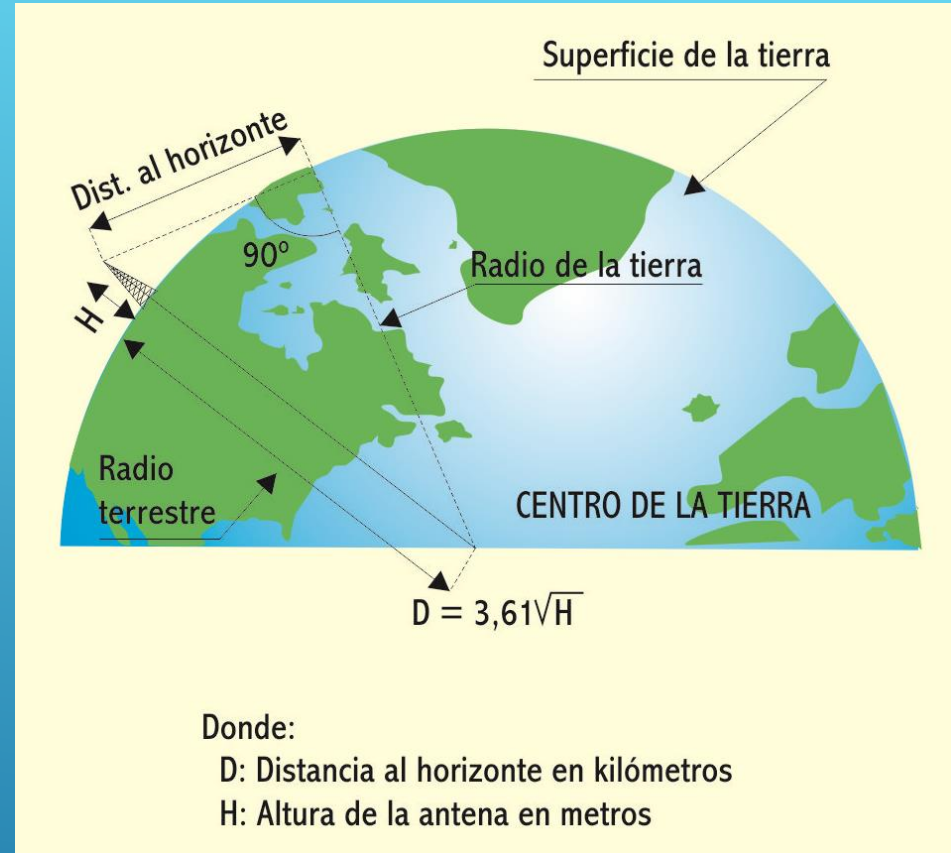 Superficie de la tierra
Dist. al horizonte
90º
Radio de la tierra
H
Radio
terrestre
CENTRO DE LA TIERRA
D = 3,61√H
Donde:
D: Distancia al horizonte en kilómetros
H: Altura de la antena en metros